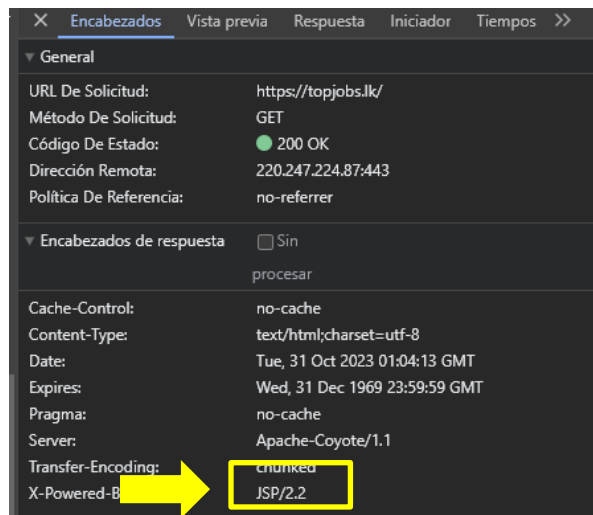 Encabezados Vista previa Respuesta Iniciador Tiempos
General
URL De Solicitud: https://topjobs.lk/
Método De Solicitud: GET
Código De Estado: 200 OK
Dirección Remota: 220.247.224.87:443
Política De Referencia: no-referrer
Encabezados de respuesta Sin
procesar
Cache-Control: no-cache
Content-Type: text/html;charset=utf-8
Date: Tue, 31 Oct 2023 01:04:13 GMT
Expires: Wed, 31 Dec 1969 23:59:59 GMT
Pragma: no-cache
Server: Apache-Coyote/1.1
Transfer-Encoding: chunked
X-Powered-B JSP/2.2